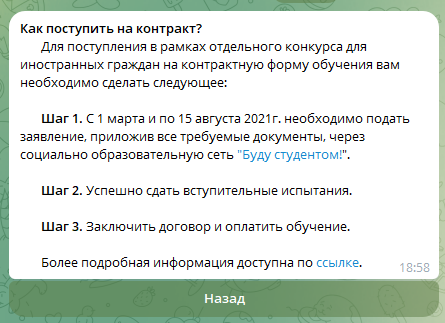 Как поступить на контракт?
Для поступления в рамках отдельного конкурса для
иностранных граждан на контрактную форму обучения вам
необходимо сделать следующее:
Шаг 1. С 1 марта и по 15 августа 2021г. необходимо подать
заявление, приложив все требуемые документы, через
социально образовательную сеть "Буду студентом!".
Шаг 2. Успешно сдать вступительные испытания.
Шаг 3. Заключить договор и оплатить обучение.
Более подробная информация доступна по ссылке.
18:58
Назад